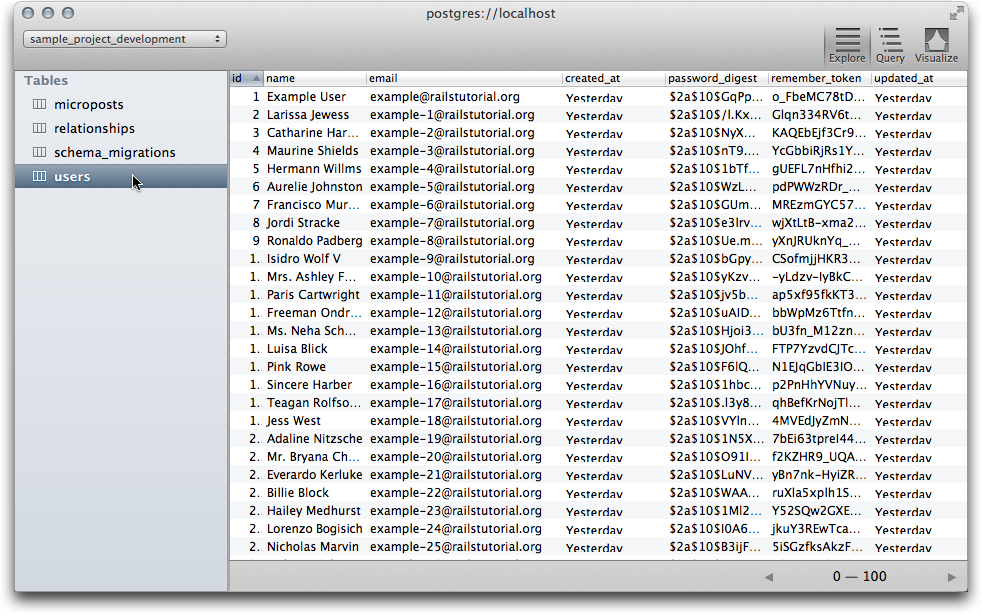 postgres://localhost
sample_project_development
Explore Query Visualize
Tables
microposts
relationships
schema_migrations
users
id name email created_at password_digest remember_token updated_at
1 Example User example@railstutorial.org Yesterday $2a$10$GqPp... o_FbeMC78tD... Yesterday
2 Larissa Jewess example-1@railstutorial.org Yesterday $2a$10$/I.Kx... Glqn334RV6t... Yesterday
3 Catharine Har... example-2@railstutorial.org Yesterday $2a$10$NyX... KAQEbEjf3Cr9... Yesterday
4 Maurine Shields example-3@railstutorial.org Yesterday $2a$10$nT9.... YcGbbiRjRs1Y... Yesterday
5 Hermann Willms example-4@railstutorial.org Yesterday $2a$10$1bTf... gUEFL7nHfhi2... Yesterday
6 Aurelie Johnston example-5@railstutorial.org Yesterday $2a$10$WzL... pdPWWzRDr_... Yesterday
7 Francisco Mur... example-6@railstutorial.org Yesterday $2a$10$GUm... MREzmGYC57... Yesterday
8 Jordi Stracke example-7@railstutorial.org Yesterday $2a$10$e3lrv... wjXtLtB-xma2... Yesterday
9 Ronaldo Padberg example-8@railstutorial.org Yesterday $2a$10$Ue.m... yXnJRUknYq_... Yesterday
1. Isidro Wolf V example-9@railstutorial.org Yesterday $2a$10$bGpy... CSofmjjHKR3... Yesterday
1. Mrs. Ashley F... example-10@railstutorial.org Yesterday $2a$10$yKzv... -yLdzv-IyBkC... Yesterday
1. Paris Cartwright example-11@railstutorial.org Yesterday $2a$10$jv5b... ap5xf95fkKT3... Yesterday
1. Freeman Ondr... example-12@railstutorial.org Yesterday $2a$10$uAID... bbWpMz6Ttfn... Yesterday
1. Ms. Neha Sch... example-13@railstutorial.org Yesterday $2a$10$Hjoi3... bU3fn_M12zn... Yesterday
1. Luisa Blick example-14@railstutorial.org Yesterday $2a$10$JOhf... FTP7YzvdCJTc... Yesterday
1. Pink Rowe example-15@railstutorial.org Yesterday $2a$10$F6IQ... N1EJqGbIE3IO... Yesterday
1. Sincere Harber example-16@railstutorial.org Yesterday $2a$10$1hbc... p2PnHhYVNuy... Yesterday
1. Teagan Rolfso... example-17@railstutorial.org Yesterday $2a$10$.I3y8... qhBefKrNojTl... Yesterday
1. Jess West example-18@railstutorial.org Yesterday $2a$10$VYln... 4MVEdJyZmN... Yesterday
2. Adaline Nitzsche example-19@railstutorial.org Yesterday $2a$10$1N5X... 7bEi63tpreI44... Yesterday
2. Mr. Bryana Ch... example-20@railstutorial.org Yesterday $2a$10$O91I... f2KZHR9_UQA... Yesterday
2. Everardo Kerluke example-21@railstutorial.org Yesterday $2a$10$LuNV... yBn7nk-HyiZR... Yesterday
2. Billie Block example-22@railstutorial.org Yesterday $2a$10$WAA... ruXla5xplh1S... Yesterday
2. Hailey Medhurst example-23@railstutorial.org Yesterday $2a$10$1MI2... Y52SQw2GXE... Yesterday
2. Lorenzo Bogisich example-24@railstutorial.org Yesterday $2a$10$I0A6... jkuY3REwTca... Yesterday
2. Nicholas Marvin example-25@railstutorial.org Yesterday $2a$10$B3ijF... 5iSGzfksAkzF... Yesterday
0 — 100